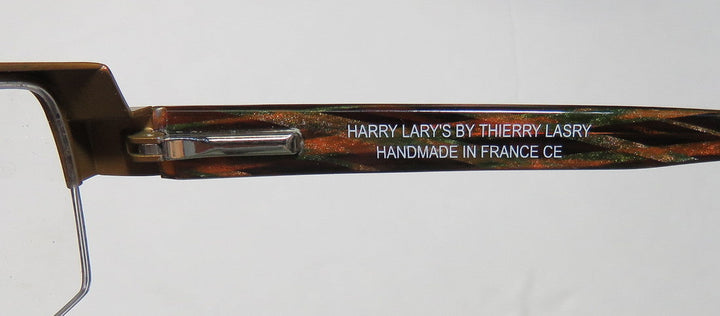 HARRY LARY'S BY THIERRY LASRY
HANDMADE IN FRANCE CE